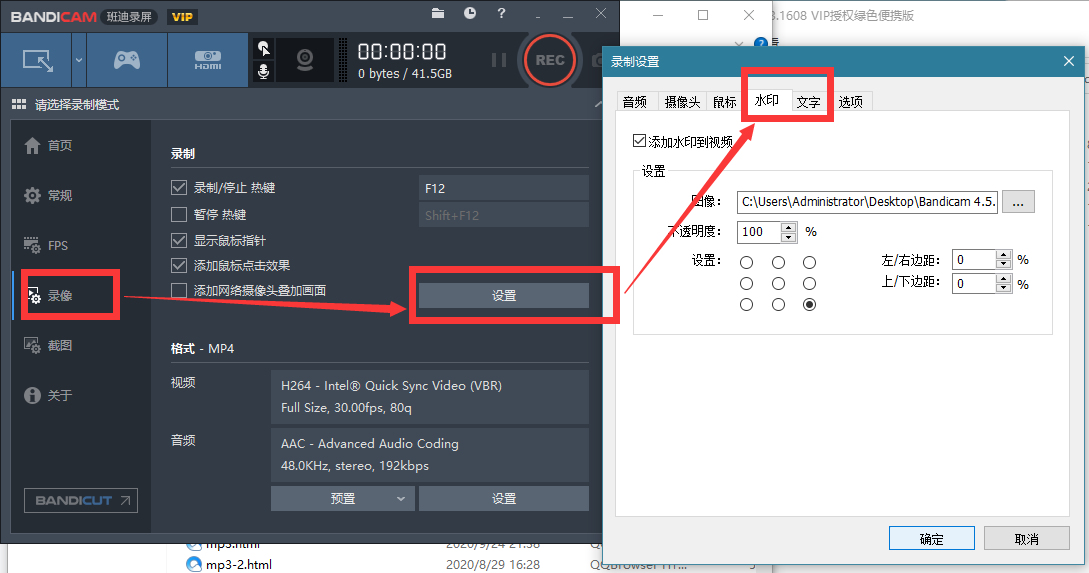 BANDICAM 班迪录屏 VIP
?
HDMI
00:00:00
0 bytes / 41.5GB
REC
请选择录制模式
首页
常规
FPS
录像
截图
关于
BANDICUT
录制
录制/停止 热键
F12
暂停 热键
Shift+F12
显示鼠标指针
添加鼠标点击效果
添加网络摄像头叠加画面
设置
格式 - MP4
视频
H264 - Intel® Quick Sync Video (VBR)
Full Size, 30.00fps, 80q
音频
AAC - Advanced Audio Coding
48.0KHz, stereo, 192kbps
预置
设置
.1608 VIP授权绿色便携版
录制设置
音频 摄像头 鼠标 水印 文字 选项
添加水印到视频
设置
图像:
C:\Users\Administrator\Desktop\Bandicam 4.5.
...
不透明度:
100 %
设置:
左/右边距: 0 %
上/下边距: 0 %
确定
取消
mp3.html 2020/9/24 21:38
mp3-2.html 2020/8/29 16:28 QQBrowser HT... 5